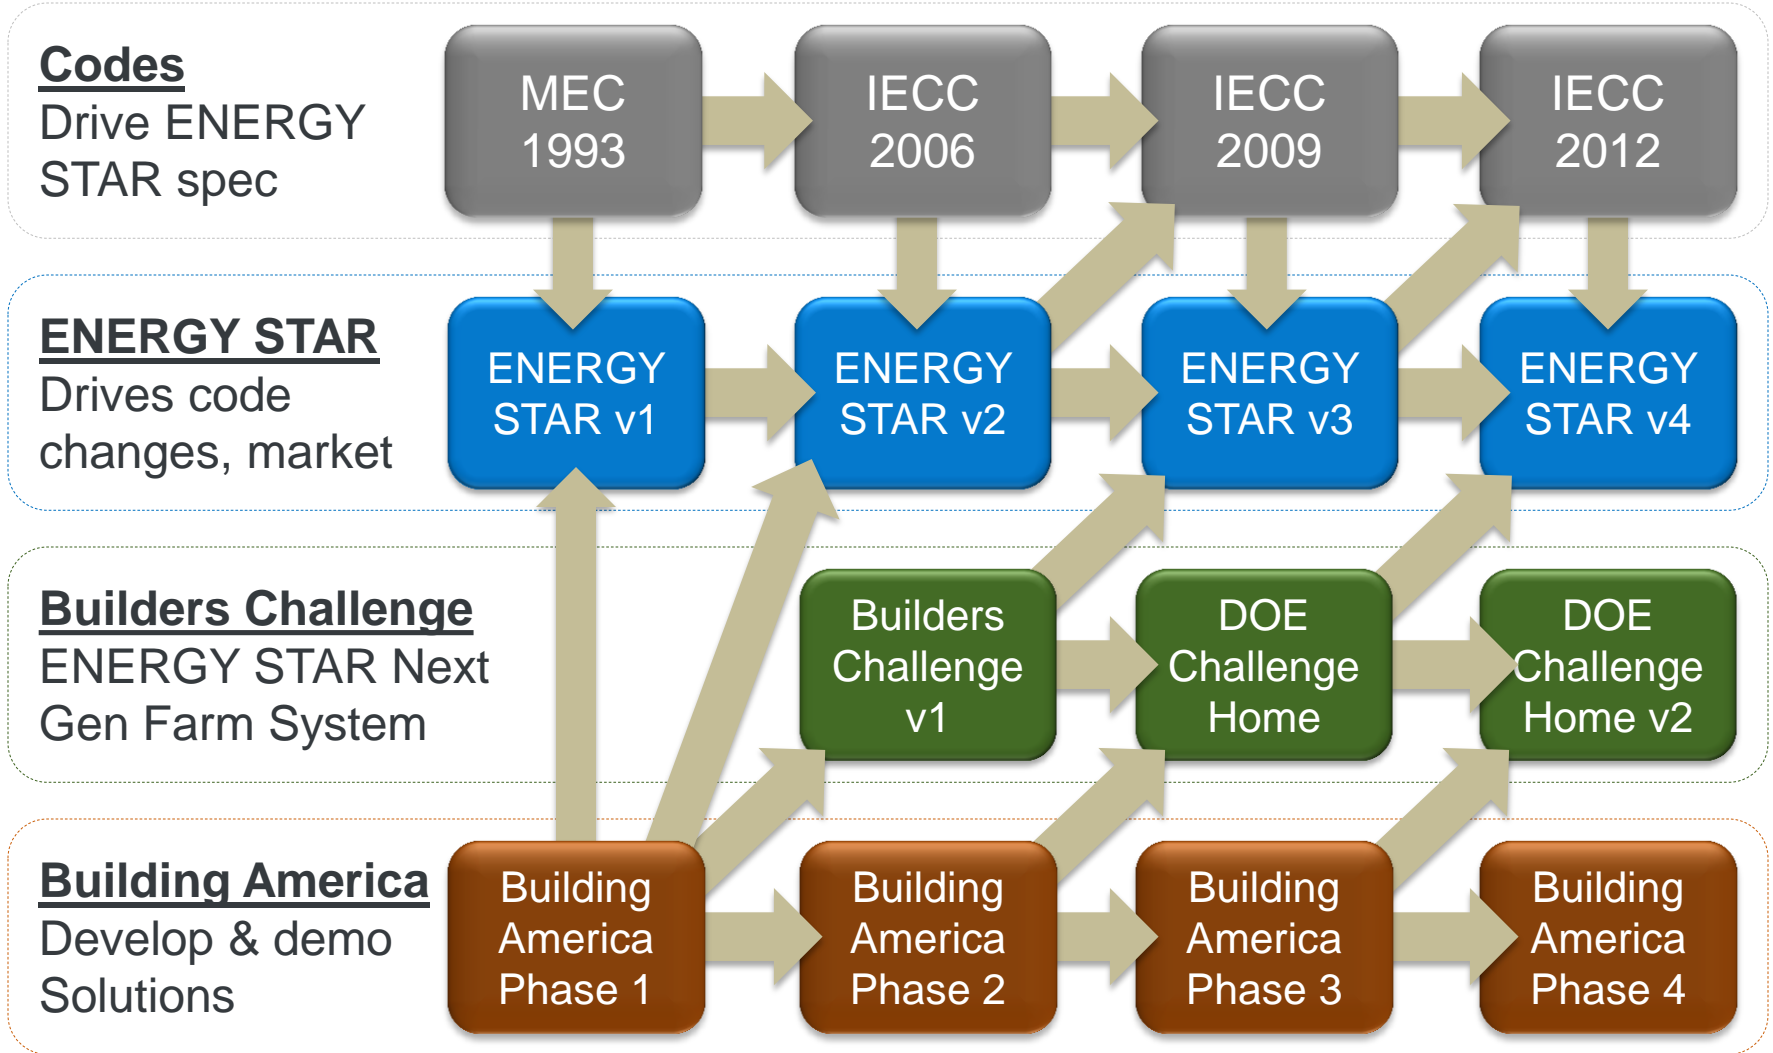 Codes
Drive ENERGY
STAR spec
MEC
1993
IECC
2006
IECC
2009
IECC
2012
ENERGY STAR
Drives code
changes, market
ENERGY
STAR v1
ENERGY
STAR v2
ENERGY
STAR v3
ENERGY
STAR v4
Builders Challenge
ENERGY STAR Next
Gen Farm System
Builders
Challenge
v1
DOE
Challenge
Home
DOE
Challenge
Home v2
Building America
Develop & demo
Solutions
Building
America
Phase 1
Building
America
Phase 2
Building
America
Phase 3
Building
America
Phase 4